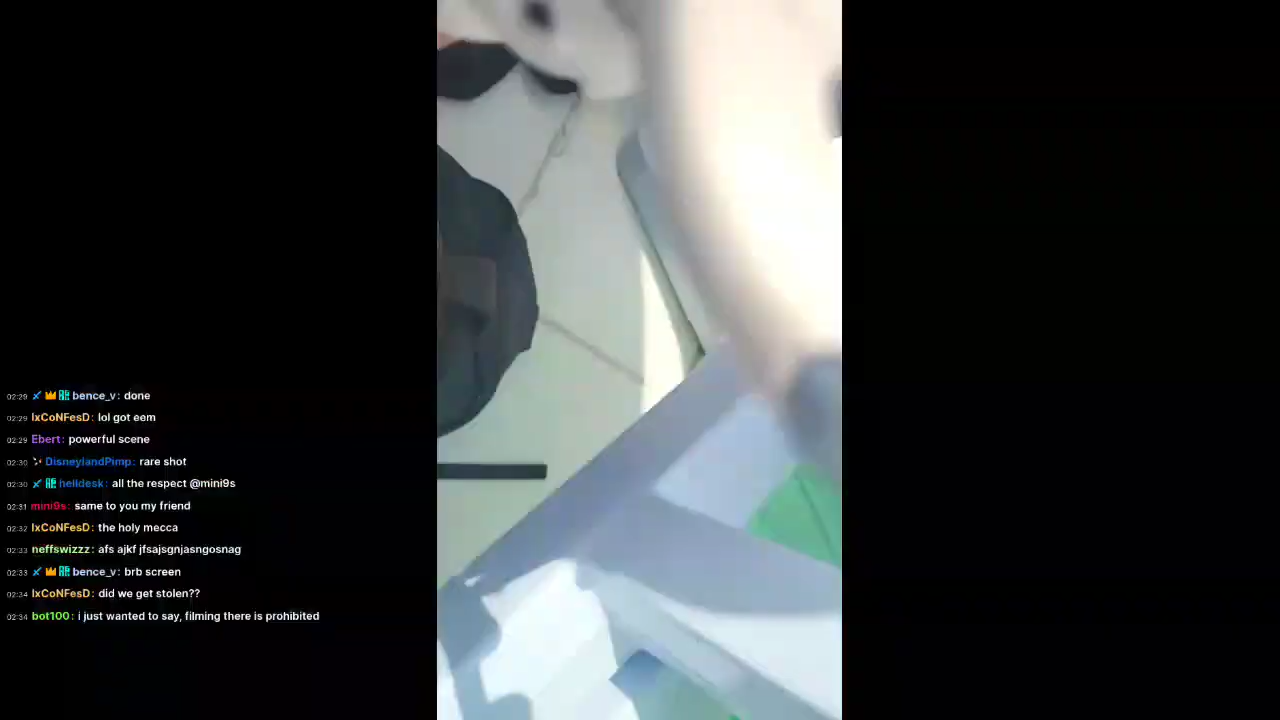 02:29 bence_v: done
02:29 IxCoNFesD: lol got eem
02:29 Ebert: powerful scene
02:30 DisneylandPimp: rare shot
02:30 helldesk: all the respect @mini9s
02:31 mini9s: same to you my friend
02:32 IxCoNFesD: the holy mecca
02:33 neffswizzz: afs ajkf jfsajsgnjasngosnag
02:33 bence_v: brb screen
02:34 IxCoNFesD: did we get stolen??
02:34 bot100: i just wanted to say, filming there is prohibited